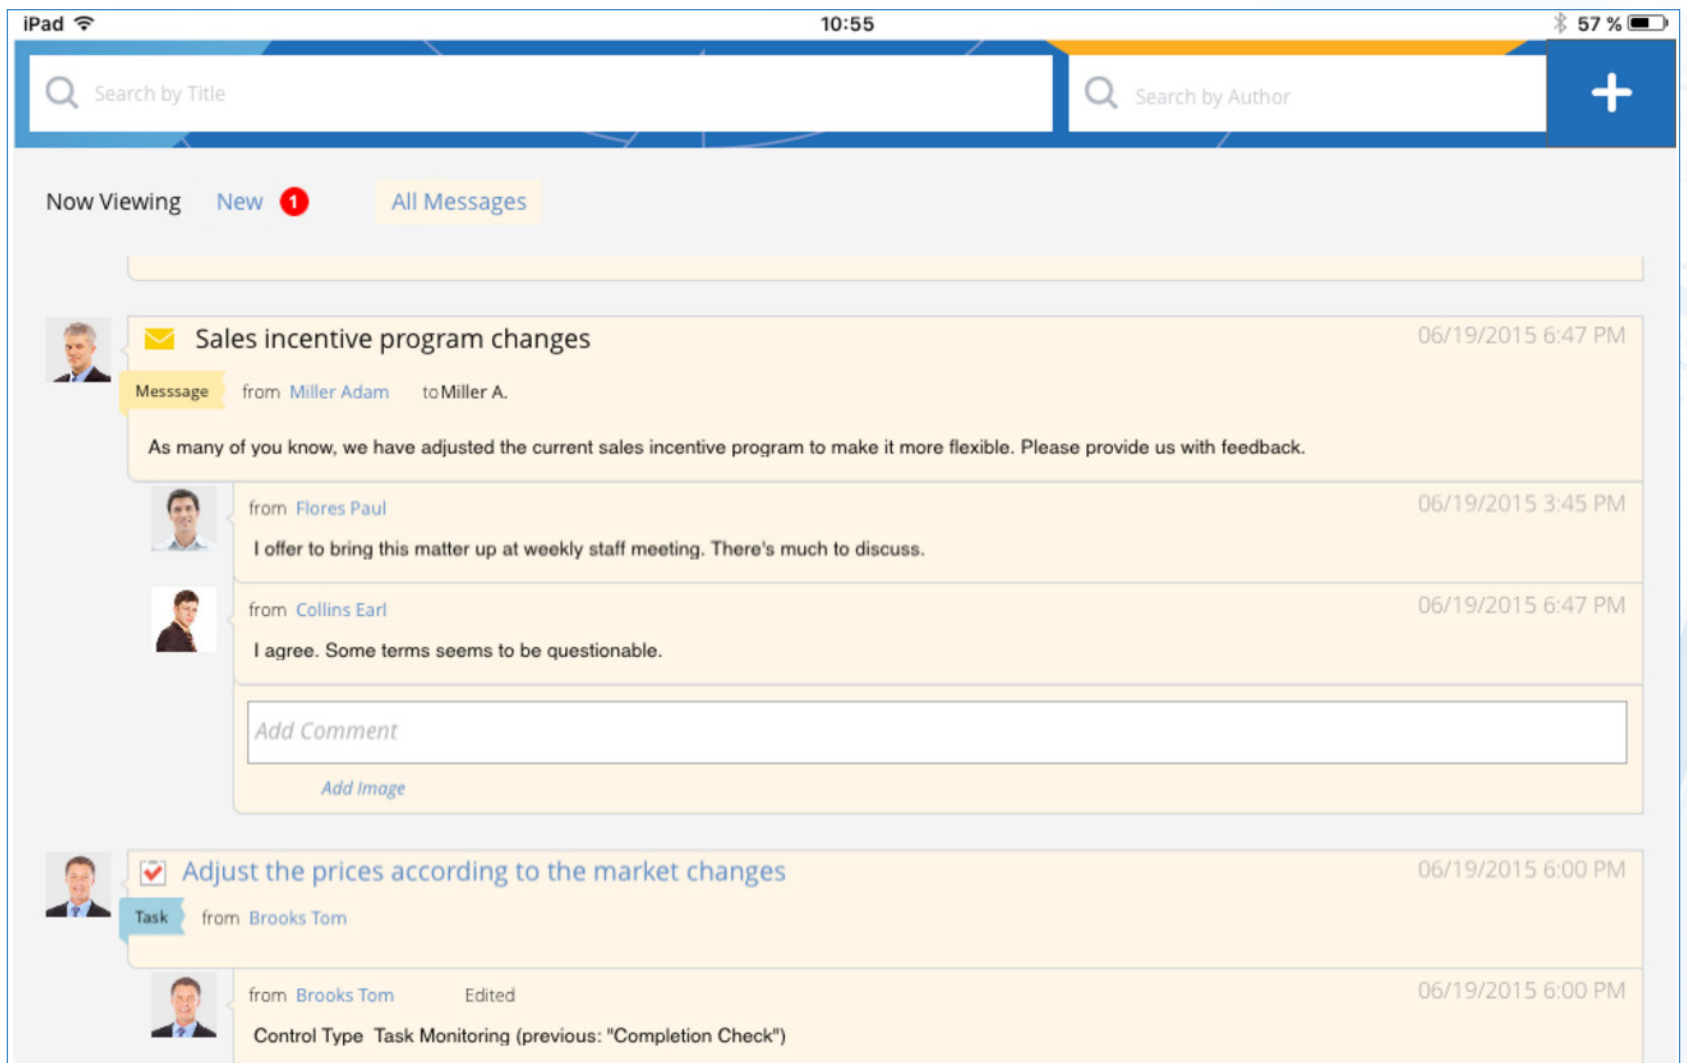 iPad 10:55 57 %
Search by Title Search by Author
Now Viewing New 1 All Messages
Sales incentive program changes 06/19/2015 6:47 PM
Messsage from Miller Adam to Miller A.
As many of you know, we have adjusted the current sales incentive program to make it more flexible. Please provide us with feedback.
from Flores Paul 06/19/2015 3:45 PM
I offer to bring this matter up at weekly staff meeting. There's much to discuss.
from Collins Earl 06/19/2015 6:47 PM
I agree. Some terms seems to be questionable.
Add Comment
Add Image
Adjust the prices according to the market changes 06/19/2015 6:00 PM
Task from Brooks Tom
from Brooks Tom Edited 06/19/2015 6:00 PM
Control Type Task Monitoring (previous: "Completion Check")